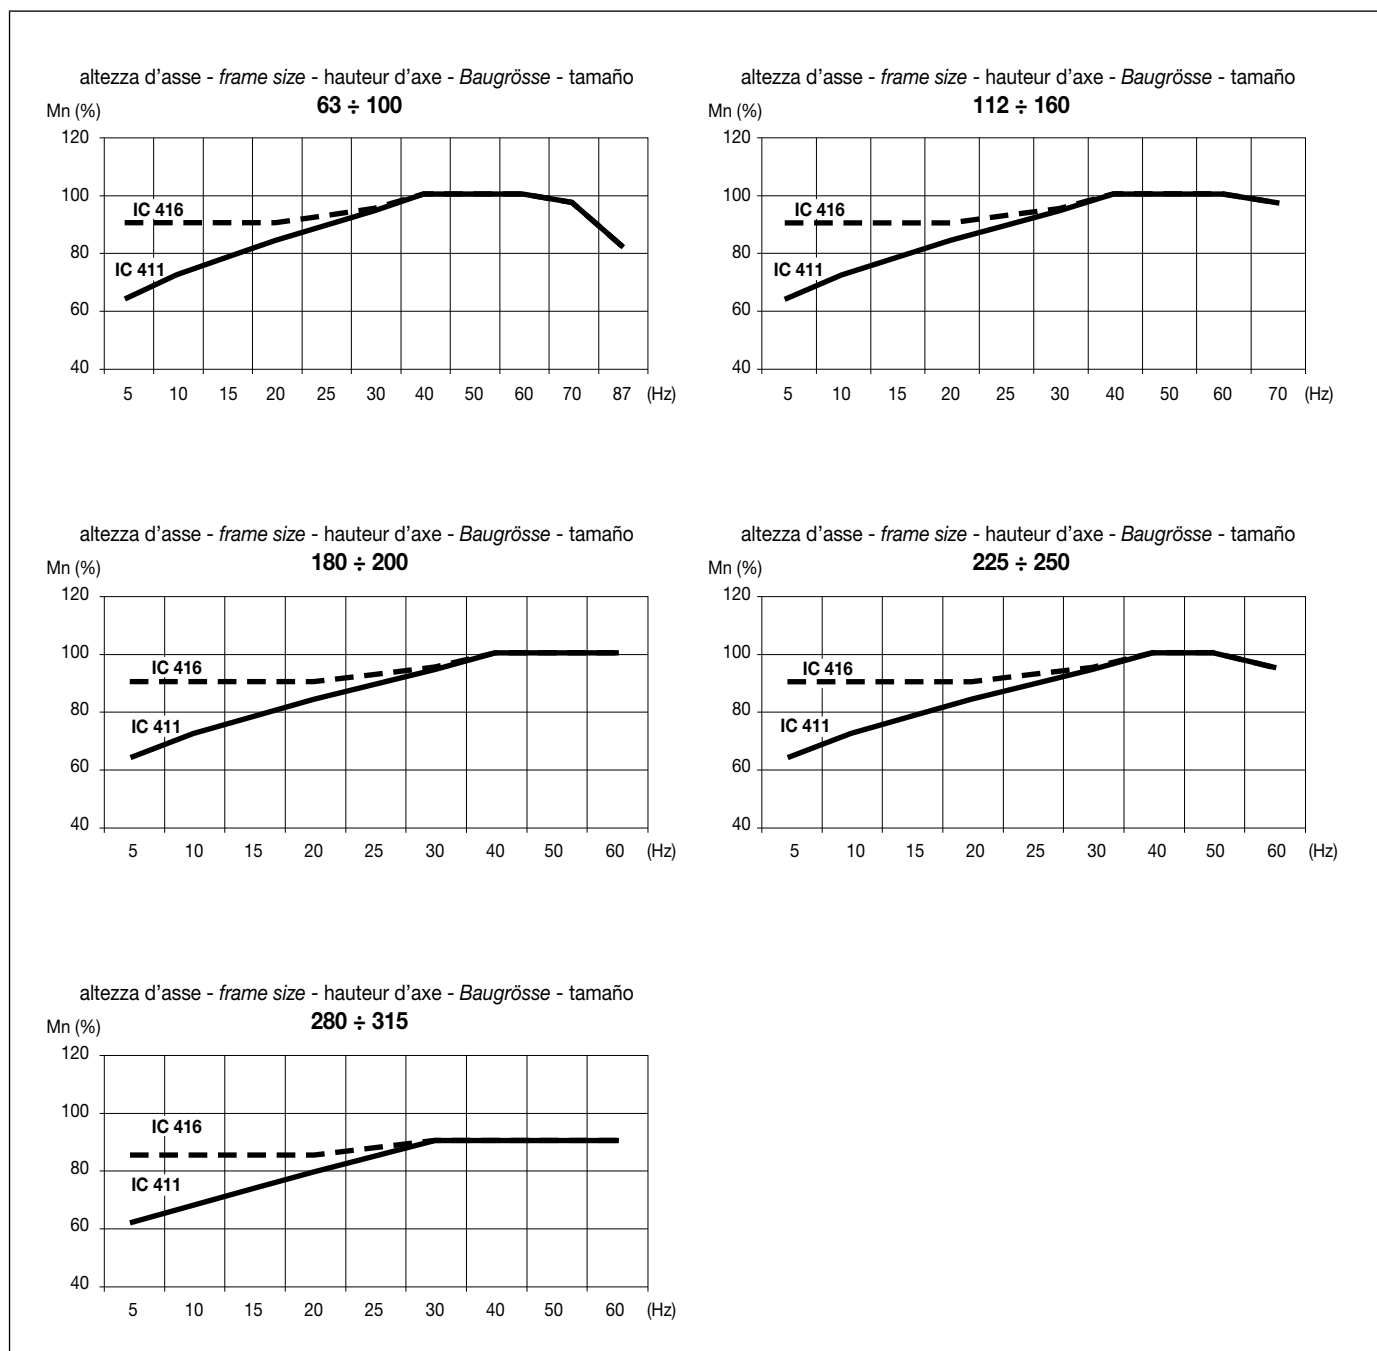 altezza d'asse - frame size - hauteur d'axe - Baugrösse - tamaño
63 ÷ 100
Mn (%)
120
100
80
60
40
IC 416
IC 411
5 10 15 20 25 30 40 50 60 70 87 (Hz)
altezza d'asse - frame size - hauteur d'axe - Baugrösse - tamaño
112 ÷ 160
Mn (%)
120
100
80
60
40
IC 416
IC 411
5 10 15 20 25 30 40 50 60 70 (Hz)
altezza d'asse - frame size - hauteur d'axe - Baugrösse - tamaño
180 ÷ 200
Mn (%)
120
100
80
60
40
IC 416
IC 411
5 10 15 20 25 30 40 50 60 (Hz)
altezza d'asse - frame size - hauteur d'axe - Baugrösse - tamaño
225 ÷ 250
Mn (%)
120
100
80
60
40
IC 416
IC 411
5 10 15 20 25 30 40 50 60 (Hz)
altezza d'asse - frame size - hauteur d'axe - Baugrösse - tamaño
280 ÷ 315
Mn (%)
120
100
80
60
40
IC 416
IC 411
5 10 15 20 25 30 40 50 60 (Hz)